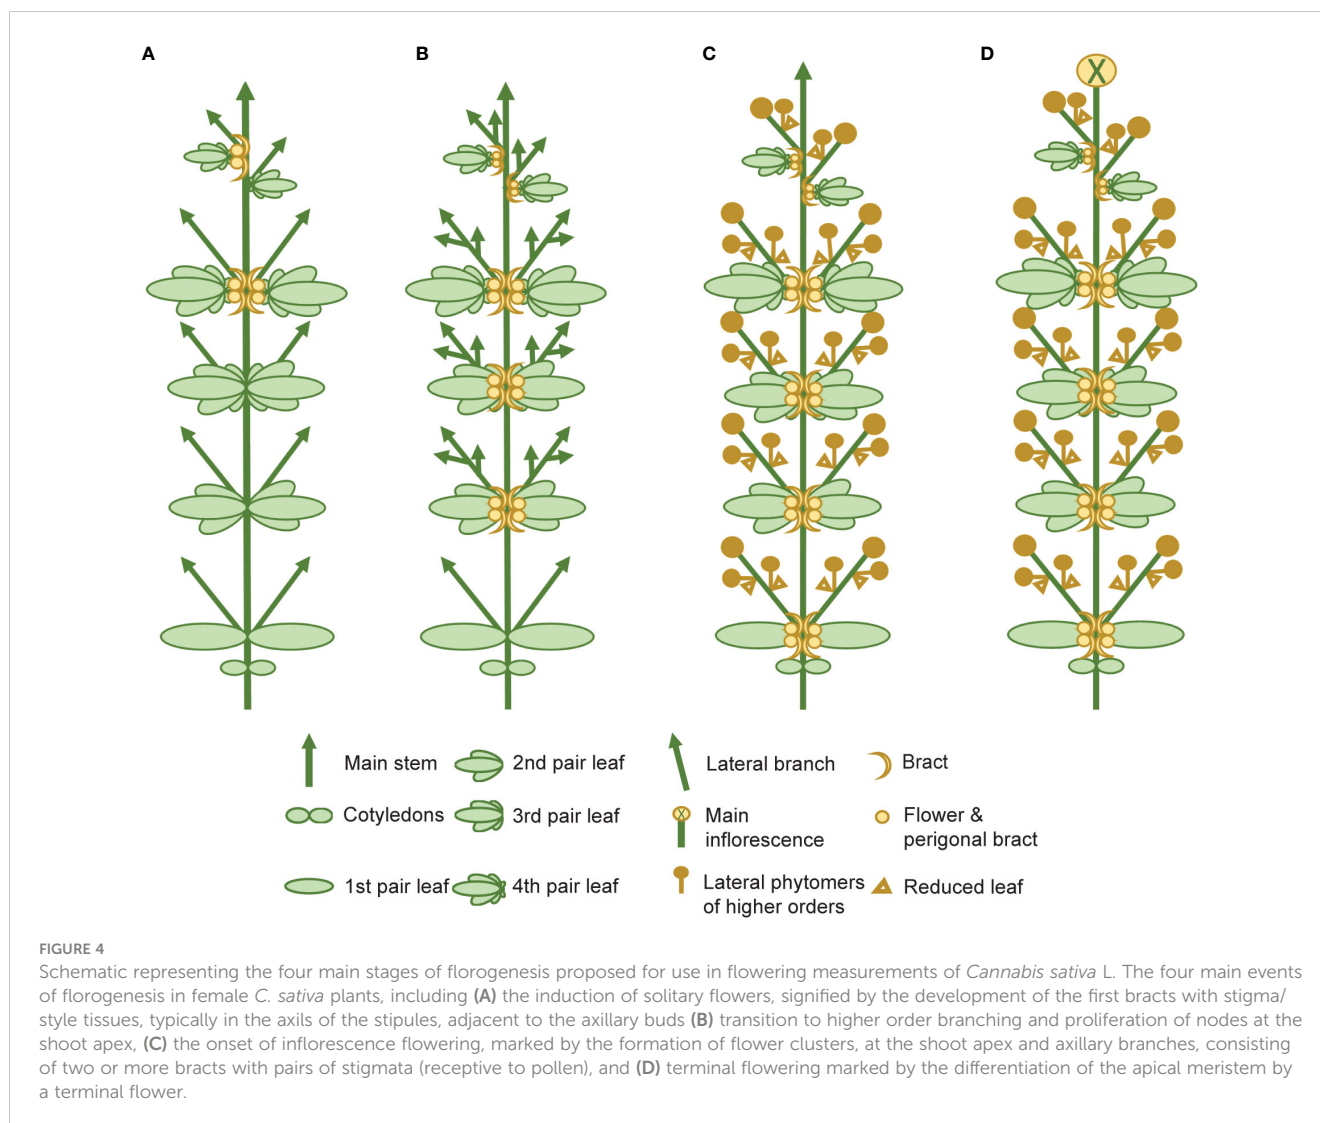 A
B
C
D
Main stem
2nd pair leaf
Lateral branch
Bract
Cotyledons
3rd pair leaf
Main
inflorescence
Flower &
perigonal bract
1st pair leaf
4th pair leaf
Lateral phytomers
of higher orders
Reduced leaf
X
X
FIGURE 4
Schematic representing the four main stages of florogenesis proposed for use in flowering measurements of Cannabis sativa L. The four main events
of florogenesis in female C. sativa plants, including (A) the induction of solitary flowers, signified by the development of the first bracts with stigma/
style tissues, typically in the axils of the stipules, adjacent to the axillary buds (B) transition to higher order branching and proliferation of nodes at the
shoot apex, (C) the onset of inflorescence flowering, marked by the formation of flower clusters, at the shoot apex and axillary branches, consisting
of two or more bracts with pairs of stigmata (receptive to pollen), and (D) terminal flowering marked by the differentiation of the apical meristem by
a terminal flower.